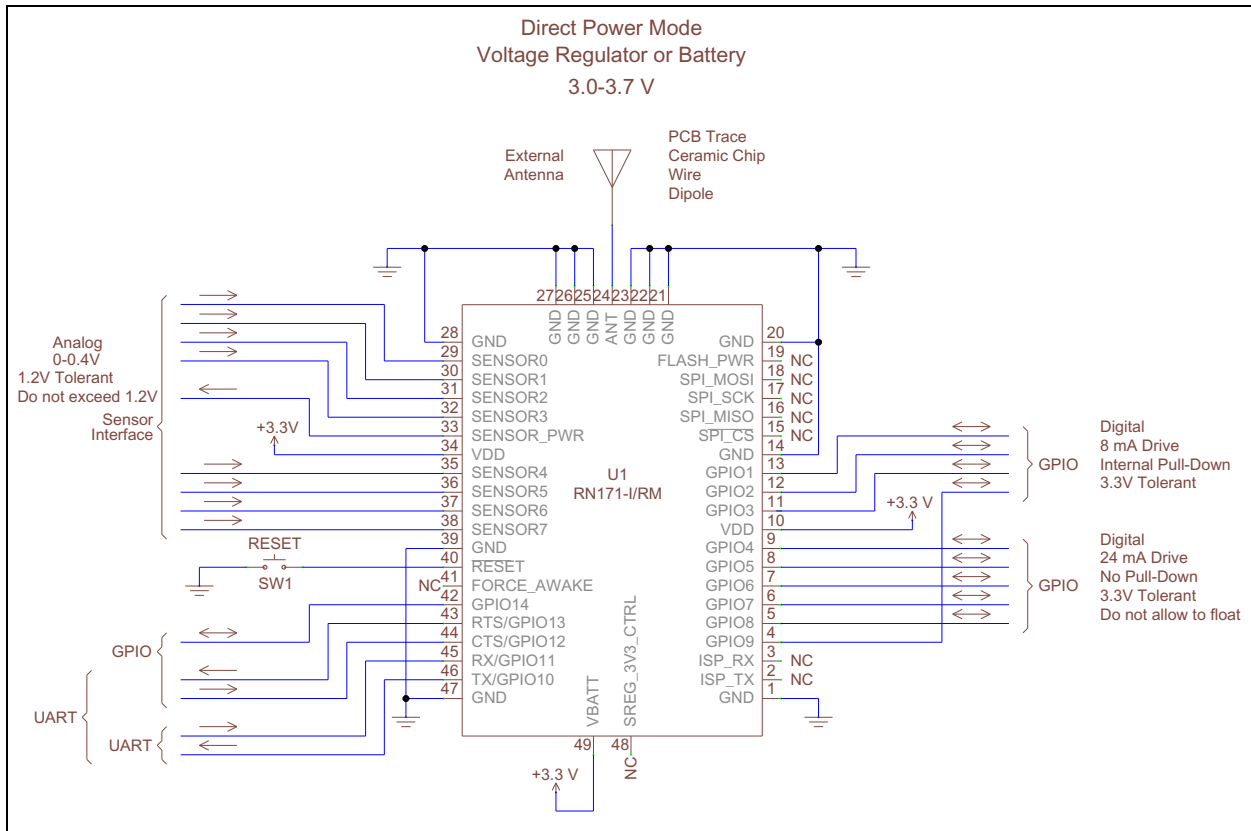 Direct Power Mode
Voltage Regulator or Battery
3.0-3.7 V
External
Antenna
PCB Trace
Ceramic Chip
Wire
Dipole
27 26 25 24 23 22 21
GND GND GND ANT GND GND GND
Analog
0-0.4V
1.2V Tolerant
Do not exceed 1.2V
Sensor
Interface
+3.3V
28 GND
29 SENSOR0
30 SENSOR1
31 SENSOR2
32 SENSOR3
33 SENSOR_PWR
34 VDD
35 SENSOR4
36 SENSOR5
37 SENSOR6
38 SENSOR7
39 GND
40 RESET
NC 41 FORCE_AWAKE
42 GPIO14
43 RTS/GPIO13
44 CTS/GPIO12
45 RX/GPIO11
46 TX/GPIO10
47 GND
RESET
SW1
GPIO
UART
UART
U1
RN171-I/RM
GND 20
FLASH_PWR 19 NC
SPI_MOSI 18 NC
SPI_SCK 17 NC
SPI_MISO 16 NC
SPI_CS 15 NC
GND 14
GPIO1 13
GPIO2 12
GPIO3 11
VDD 10
GPIO4 9
GPIO5 8
GPIO6 7
GPIO7 6
GPIO8 5
GPIO9 4
ISP_RX 3 NC
ISP_TX 2 NC
GND 1
+3.3 V
GPIO
Digital
8 mA Drive
Internal Pull-Down
3.3V Tolerant
GPIO
Digital
24 mA Drive
No Pull-Down
3.3V Tolerant
Do not allow to float
VBATT
SREG_3V3_CTRL
49 48
NC
+3.3 V